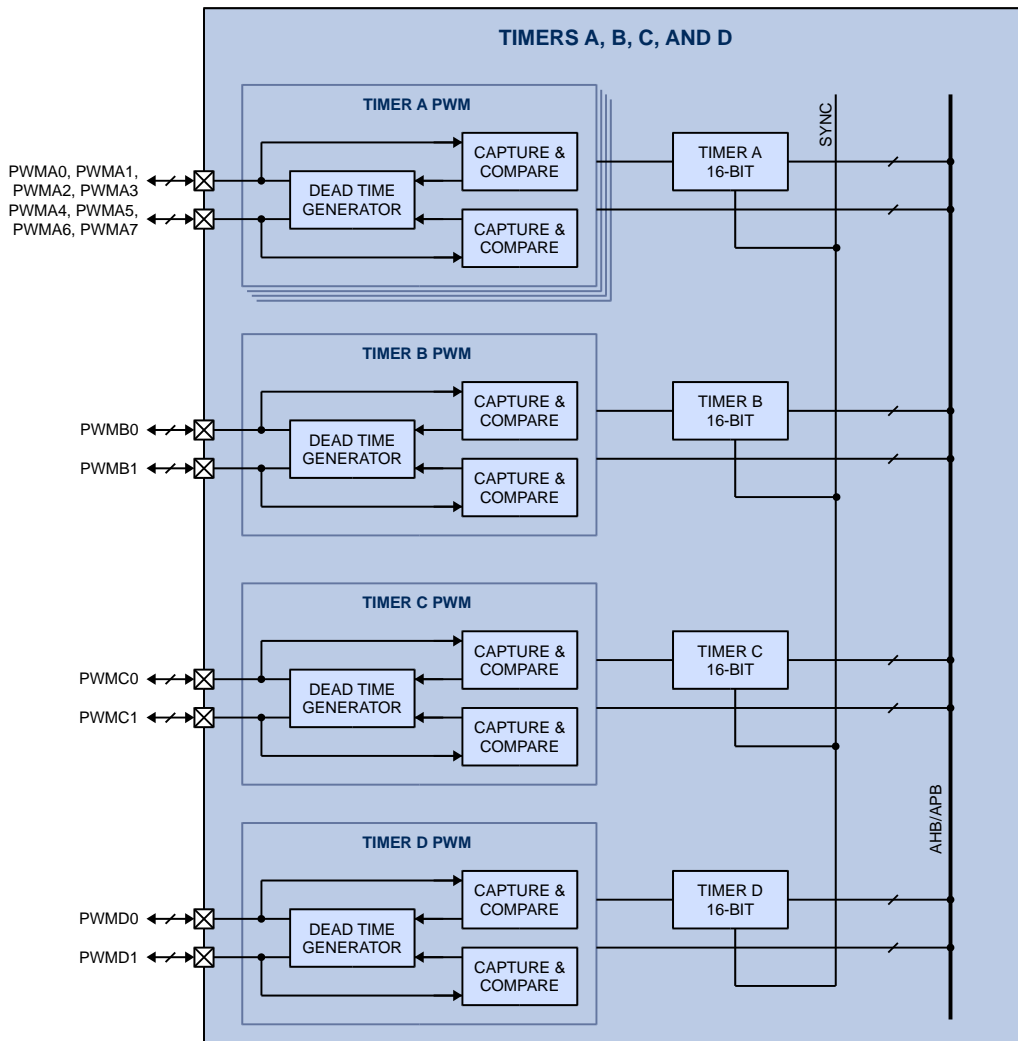 TIMERS A, B, C, AND D
TIMER A PWM
SYNC
CAPTURE &
COMPARE
TIMER A
16-BIT
PWMA0, PWMA1,
PWMA2, PWMA3
DEAD TIME
GENERATOR
PWMA4, PWMA5,
PWMA6, PWMA7
CAPTURE &
COMPARE
TIMER B PWM
CAPTURE &
COMPARE
TIMER B
16-BIT
PWMB0
DEAD TIME
GENERATOR
PWMB1
CAPTURE &
COMPARE
TIMER C PWM
CAPTURE &
COMPARE
TIMER C
16-BIT
PWMC0
DEAD TIME
GENERATOR
PWMC1
CAPTURE &
COMPARE
AHB/APB
TIMER D PWM
CAPTURE &
COMPARE
TIMER D
16-BIT
PWMD0
DEAD TIME
GENERATOR
PWMD1
CAPTURE &
COMPARE